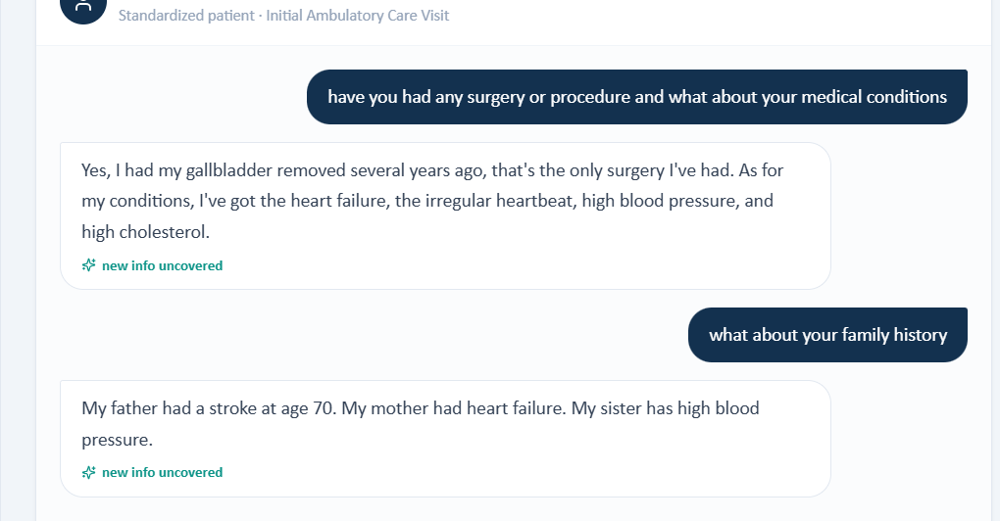 Standardized patient · Initial Ambulatory Care Visit
have you had any surgery or procedure and what about your medical conditions
Yes, I had my gallbladder removed several years ago, that's the only surgery I've had. As for
my conditions, I've got the heart failure, the irregular heartbeat, high blood pressure, and
high cholesterol.
new info uncovered
what about your family history
My father had a stroke at age 70. My mother had heart failure. My sister has high blood
pressure.
new info uncovered